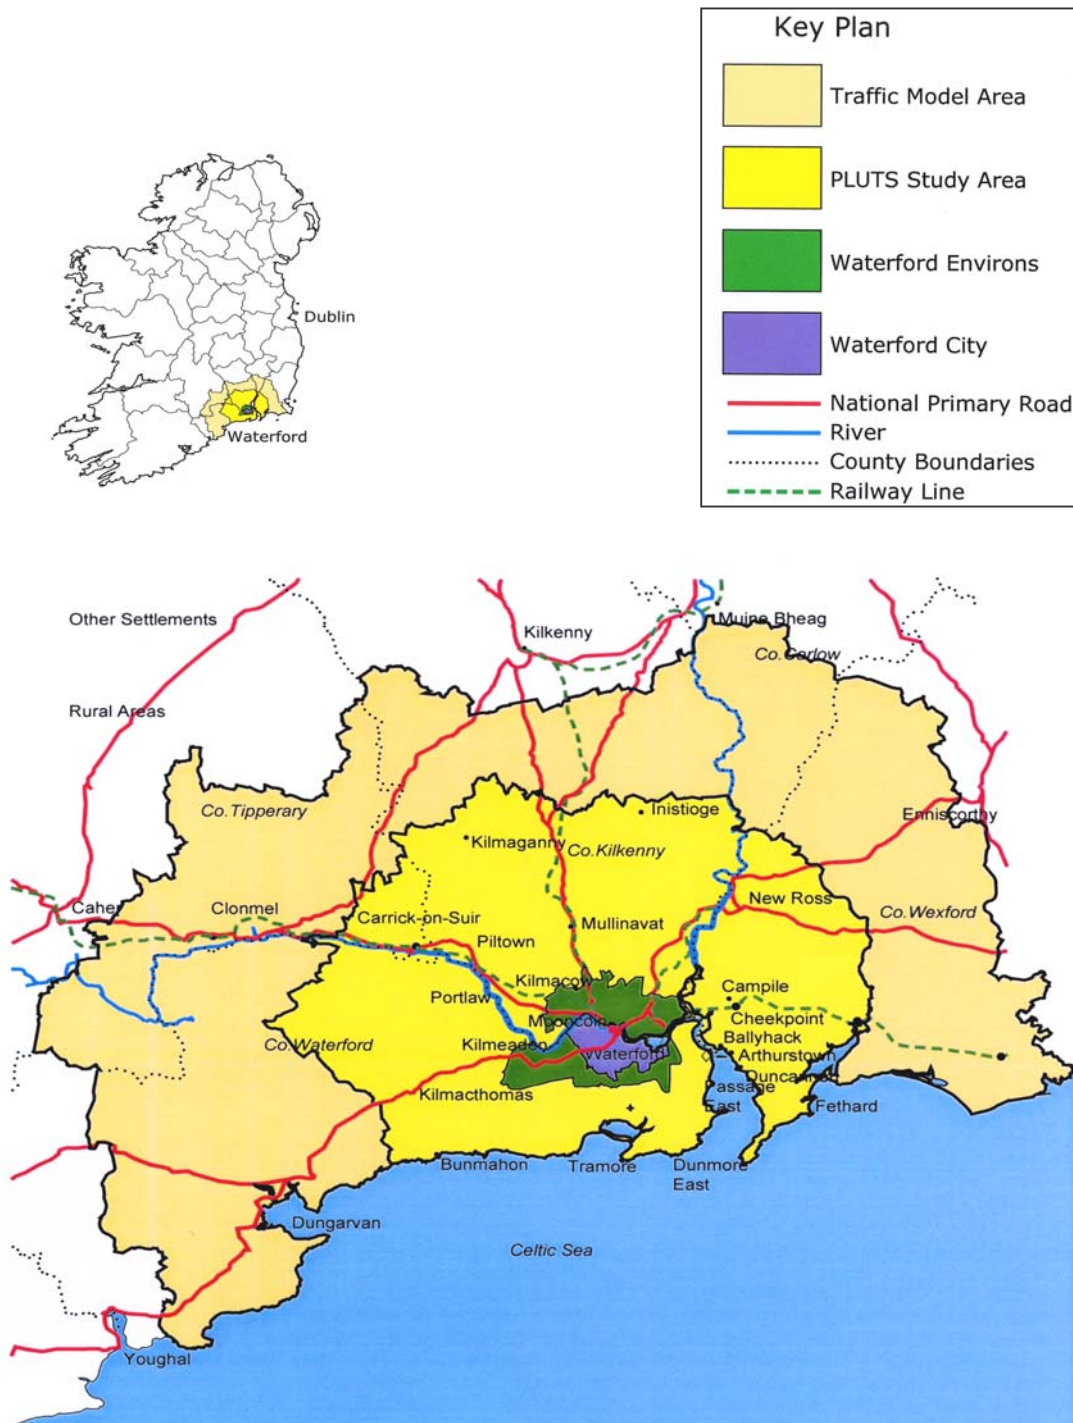 Key Plan
Traffic Model Area
PLUTS Study Area
Waterford Environs
Waterford City
National Primary Road
River
County Boundaries
Railway Line
Dublin
Waterford
Other Settlements
Kilkenny
Muine Bheag
Co.Carlow
Rural Areas
Co.Tipperary
Inistioge
Enniscorthy
Kilmaganny
Co.Kilkenny
Caher
Clonmel
Carrick-on-Suir
New Ross
Co.Wexford
Piltown
Mullinavat
Kilmacow
Portlaw
Campile
Mooncoin
Cheekpoint
Kilmeaden
Ballyhack
Co.Waterford
Waterford
Arthurstown
Duncannon
Kilmacthomas
Passage
East
Fethard
Bunmahon
Tramore
Dunmore
East
Dungarvan
Celtic Sea
Youghal